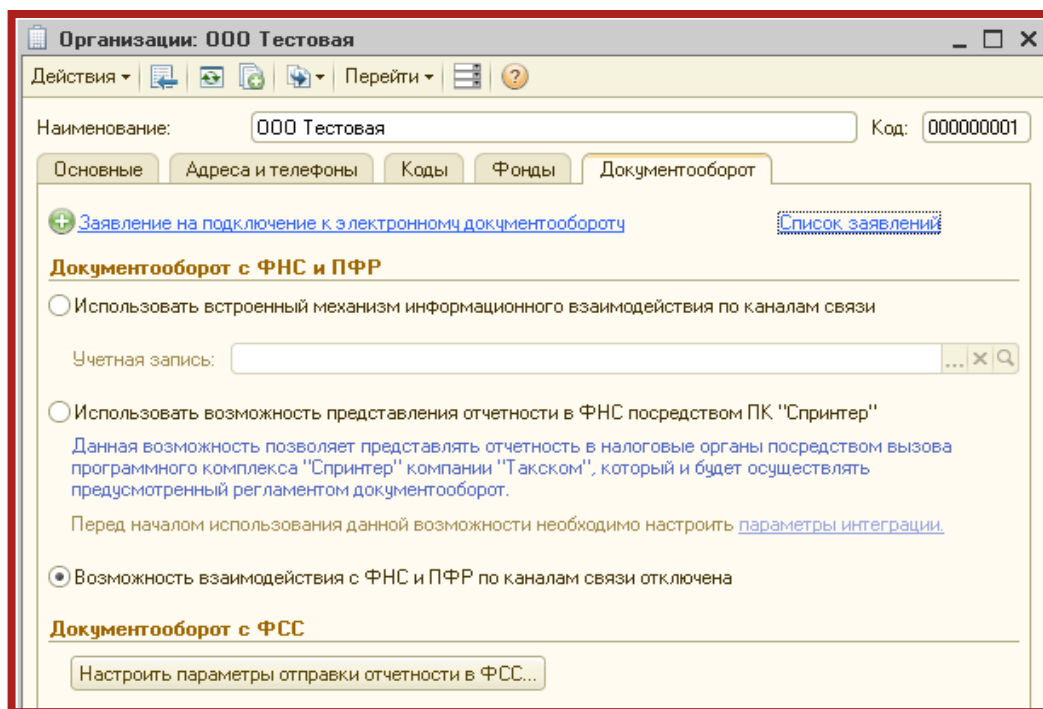 Организации: ООО Тестовая
Действия Перейти
Наименование: ООО Тестовая Код: 000000001
Основные Адреса и телефоны Коды Фонды Документооборот
Заявление на подключение к электронному документообороту Список заявлений
Документооборот с ФНС и ПФР
Использовать встроенный механизм информационного взаимодействия по каналам связи
Учетная запись: ...
Использовать возможность представления отчетности в ФНС посредством ПК "Спринтер"
Данная возможность позволяет представлять отчетность в налоговые органы посредством вызова
программного комплекса "Спринтер" компании "Такском", который и будет осуществлять
предусмотренный регламентом документооборот.
Перед началом использования данной возможности необходимо настроить параметры интеграции.
Возможность взаимодействия с ФНС и ПФР по каналам связи отключена
Документооборот с ФСС
Настроить параметры отправки отчетности в ФСС...